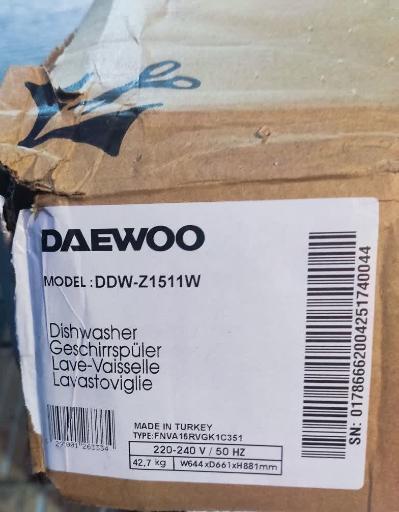 DAEWOO
MODEL : DDW-Z1511W
Dishwasher
Geschirrspüler
Lave-Vaisselle
Lavastoviglie
MADE IN TURKEY
TYPE:FNVA15RVGK1C351
220-240 V / 50 HZ
42,7 kg W644xD661xH881mm
SN: 01786662004251740044